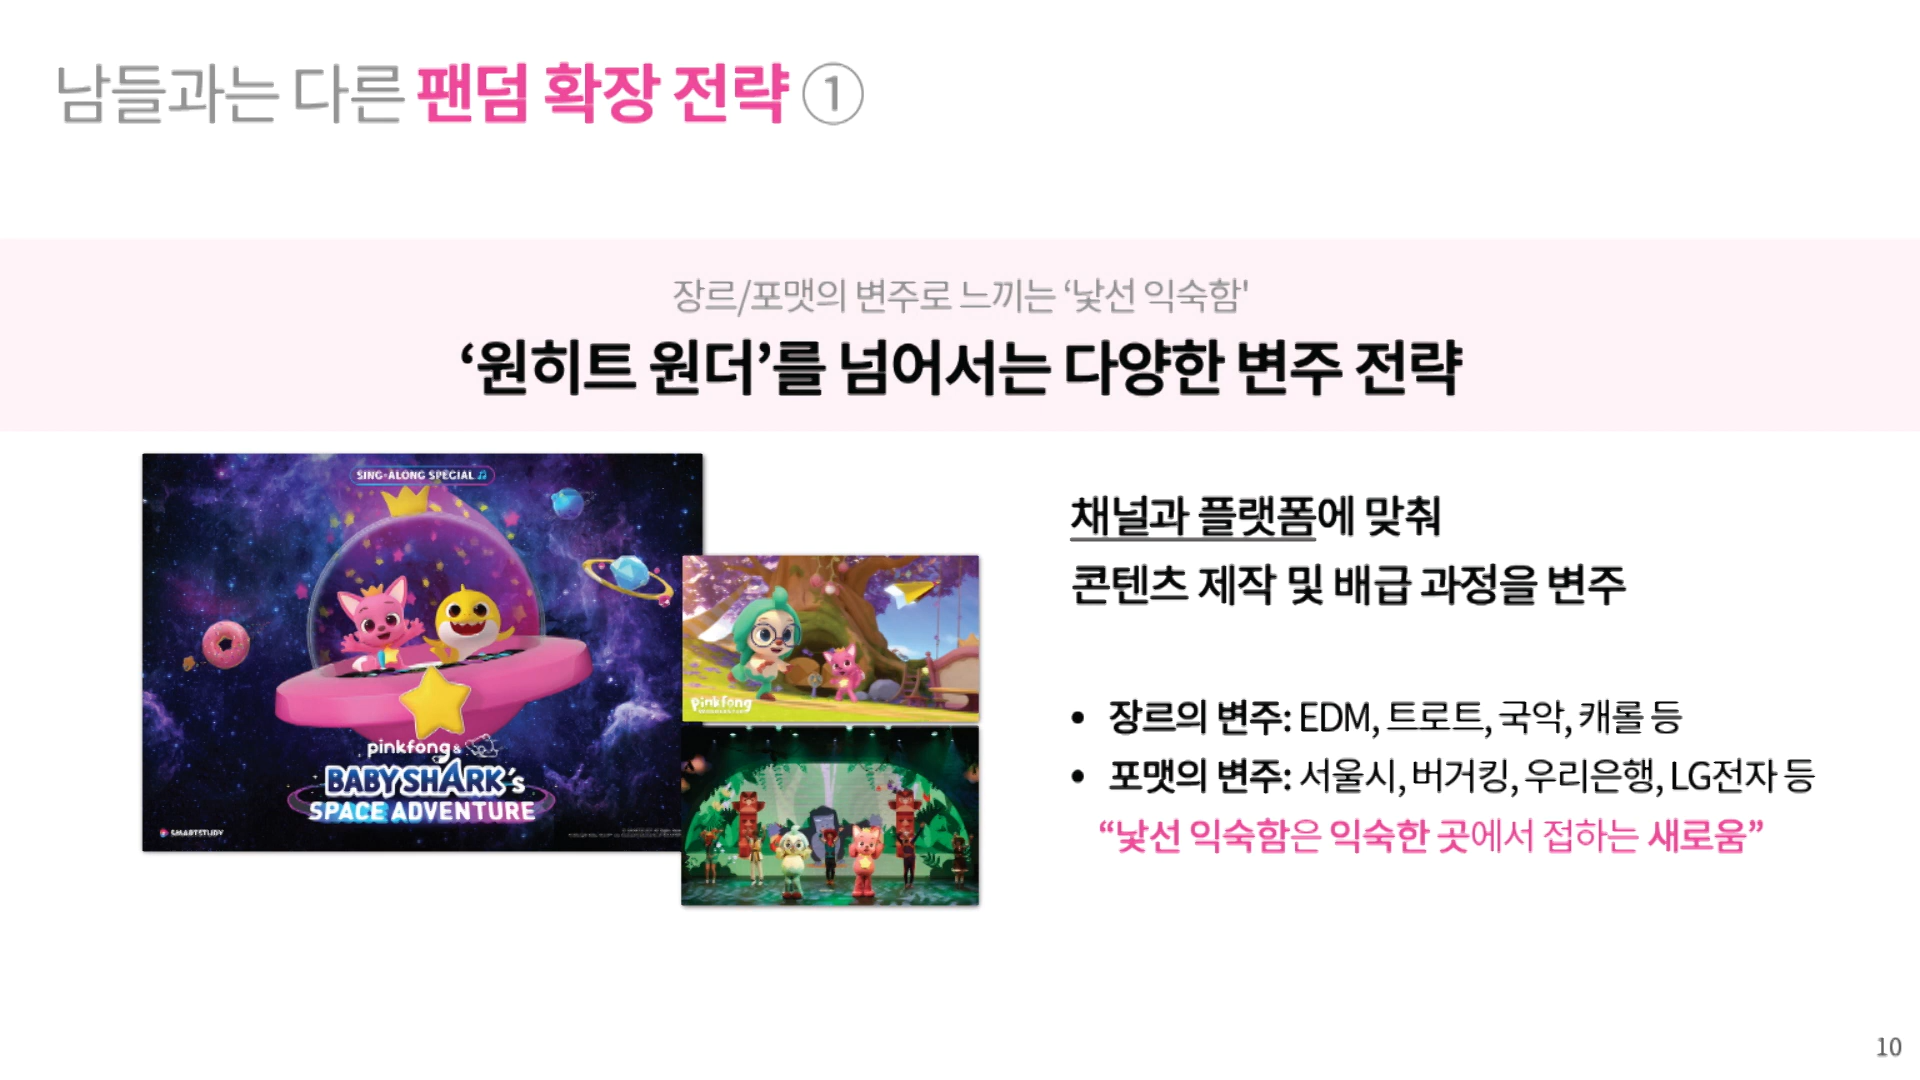 남들과는 다른 팬덤 확장 전략 ①
장르/포맷의 변주로 느끼는 ‘낯선 익숙함'
‘원히트 원더’를 넘어서는 다양한 변주 전략
SING-ALONG SPECIAL
pinkfong &
BABY SHARK's
SPACE ADVENTURE
SMARTSTUDY
pinkfong
채널과 플랫폼에 맞춰
콘텐츠 제작 및 배급 과정을 변주
• 장르의 변주: EDM, 트로트, 국악, 캐롤 등
• 포맷의 변주: 서울시, 버거킹, 우리은행, LG전자 등
“낯선 익숙함은 익숙한 곳에서 접하는 새로움”
10